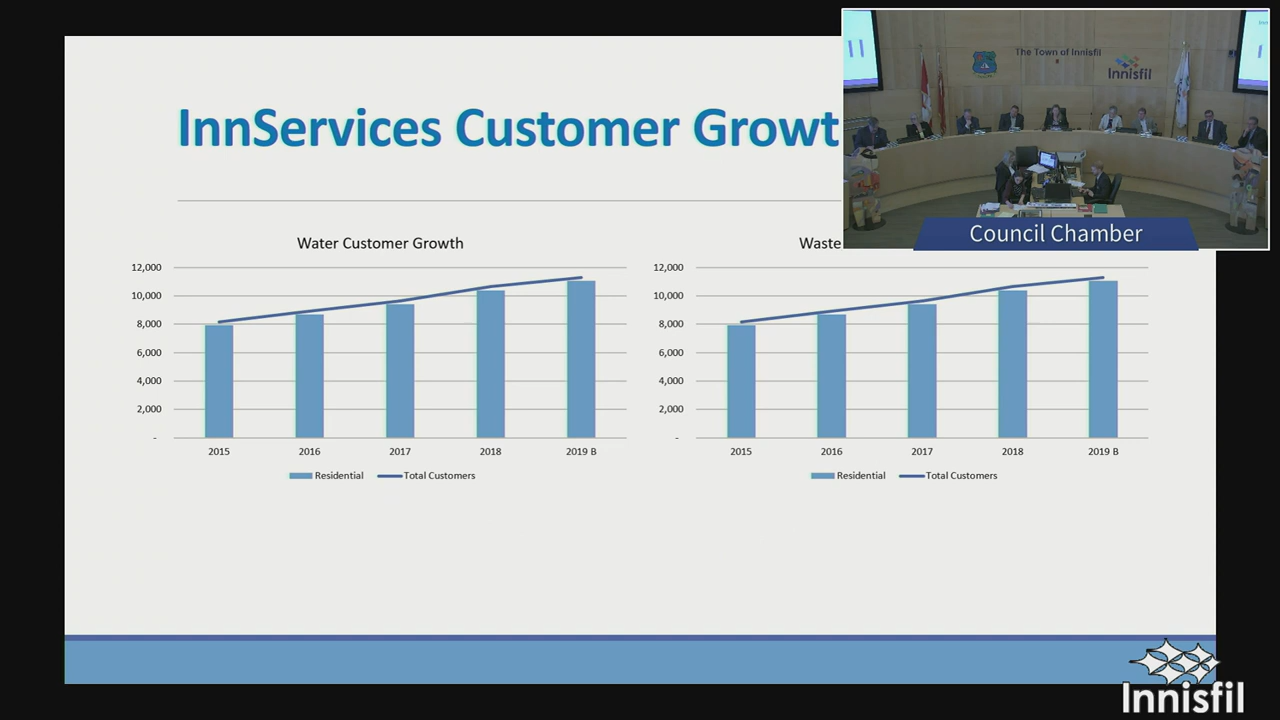 The Town of Innisfil
Innisfil
InnServices Customer Growt
Council Chamber
Water Customer Growth
Waste
12,000
10,000
8,000
6,000
4,000
2,000
-
2015
2016
2017
2018
2019 B
Residential
Total Customers
12,000
10,000
8,000
6,000
4,000
2,000
-
2015
2016
2017
2018
2019 B
Residential
Total Customers
Innisfil